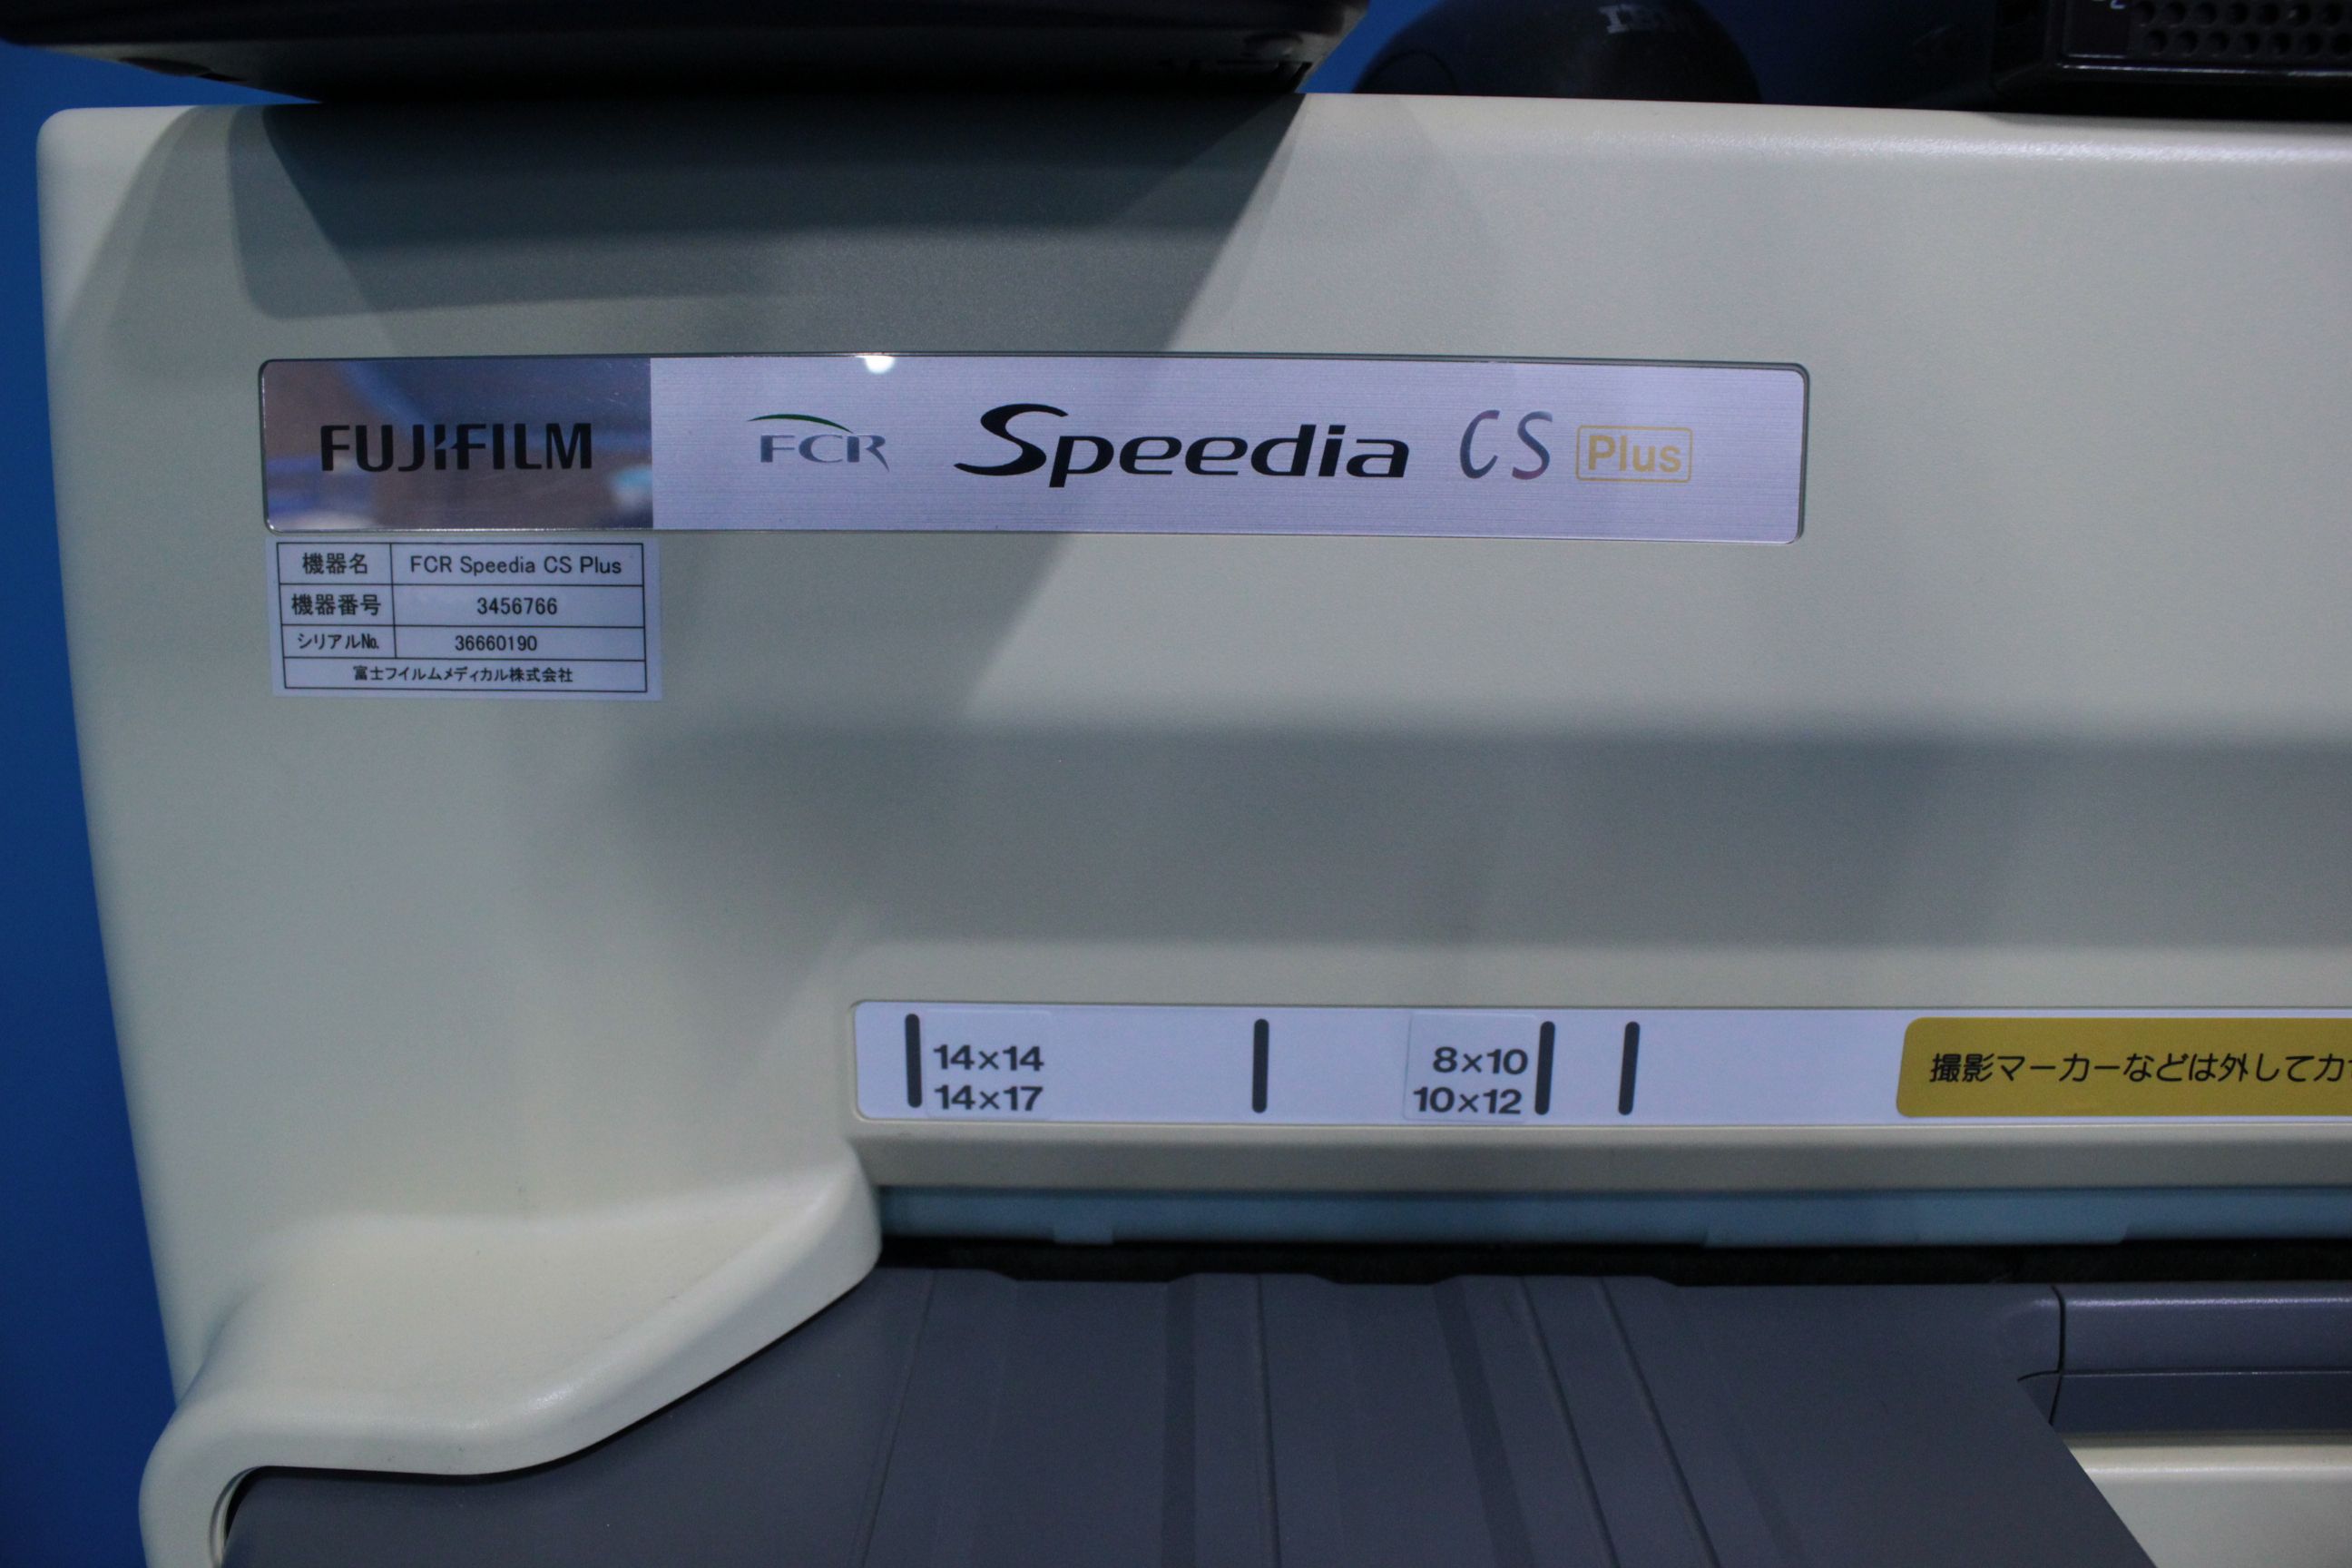 IBM
FUJIFILM
FCR Speedia CS Plus
機器名 FCR Speedia CS Plus
機器番号 3456766
シリアル№ 36660190
富士フイルムメディカル株式会社
14×14
14×17
8×10
10×12
撮影マーカーなどは外してカ